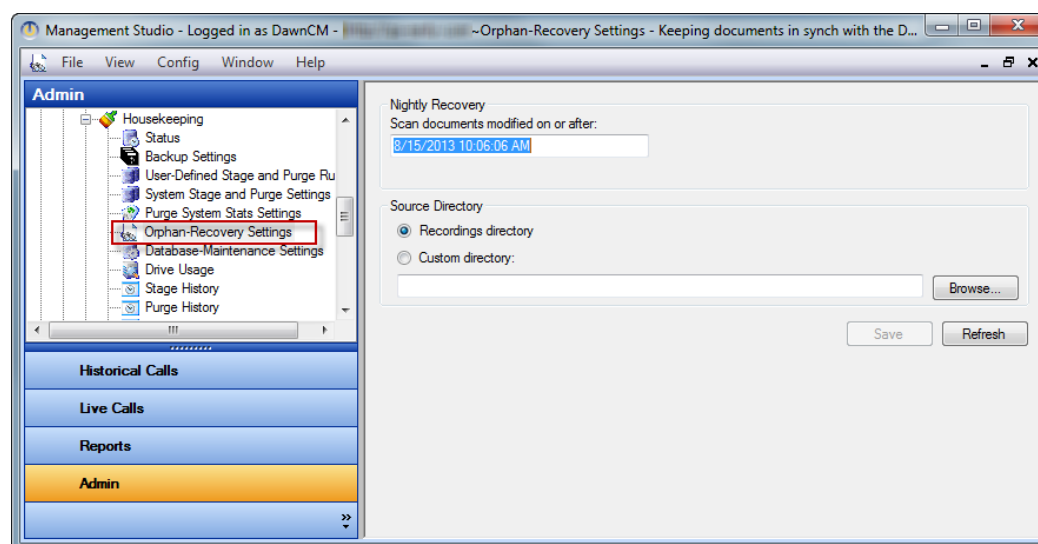 Management Studio - Logged in as DawnCM - ~Orphan-Recovery Settings - Keeping documents in synch with the D...
File View Config Window Help
Admin
Housekeeping
Status
Backup Settings
User-Defined Stage and Purge Ru
System Stage and Purge Settings
Purge System Stats Settings
Orphan-Recovery Settings
Database-Maintenance Settings
Drive Usage
Stage History
Purge History
Historical Calls
Live Calls
Reports
Admin
Nightly Recovery
Scan documents modified on or after:
8/15/2013 10:06:06 AM
Source Directory
Recordings directory
Custom directory:
Browse...
Save Refresh